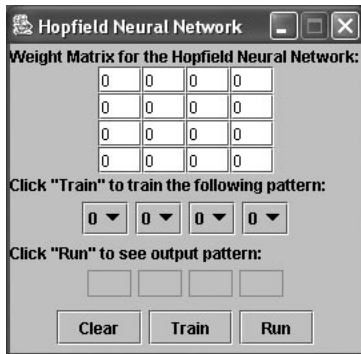 Hopfield Neural Network
Weight Matrix for the Hopfield Neural Network:
0 0 0 0
0 0 0 0
0 0 0 0
0 0 0 0
Click "Train" to train the following pattern:
0 0 0 0
Click "Run" to see output pattern:
Clear Train Run